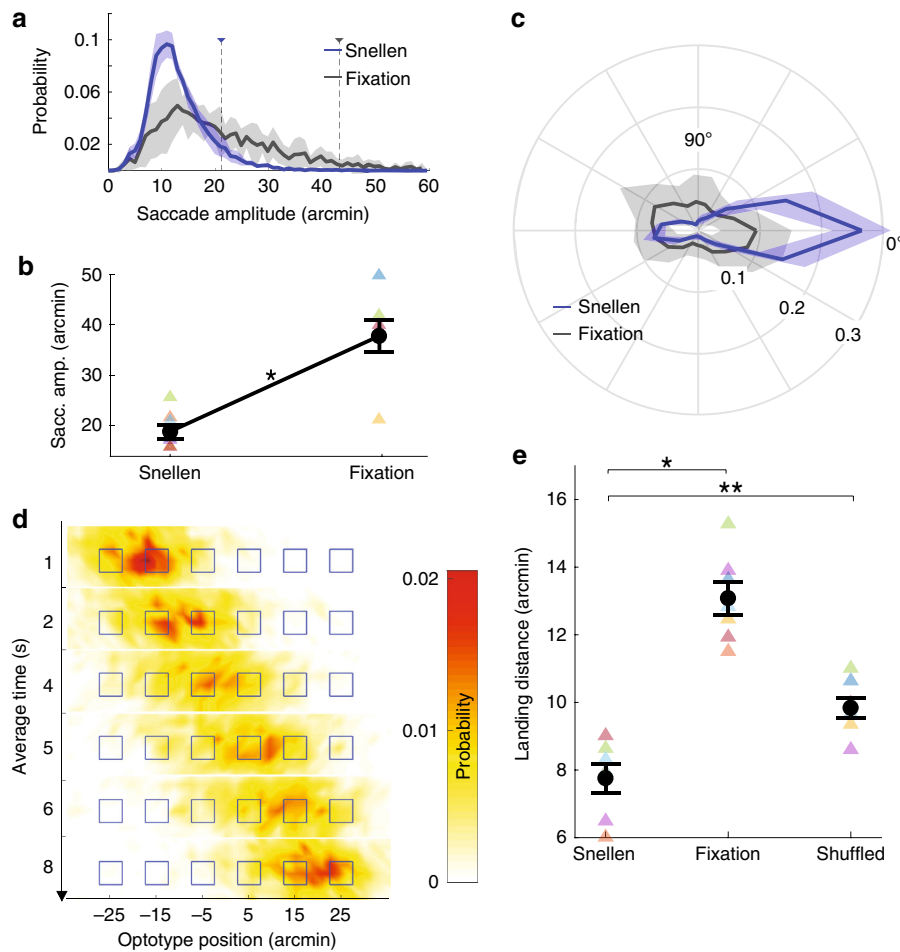 a
0.1
0.06
0.02
Probability
Snellen
Fixation
0 10 20 30 40 50 60
Saccade amplitude (arcmin)
b
50
40
30
20
Sacc. amp. (arcmin)
*
Snellen Fixation
c
90°
0°
0.1
0.2
0.3
Snellen
Fixation
d
1
2
4
5
6
8
Average time (s)
−25 −15 −5 5 15 25
Optotype position (arcmin)
0.02
0.01
0
Probability
e
*
**
16
14
12
10
8
6
Landing distance (arcmin)
Snellen Fixation Shuffled